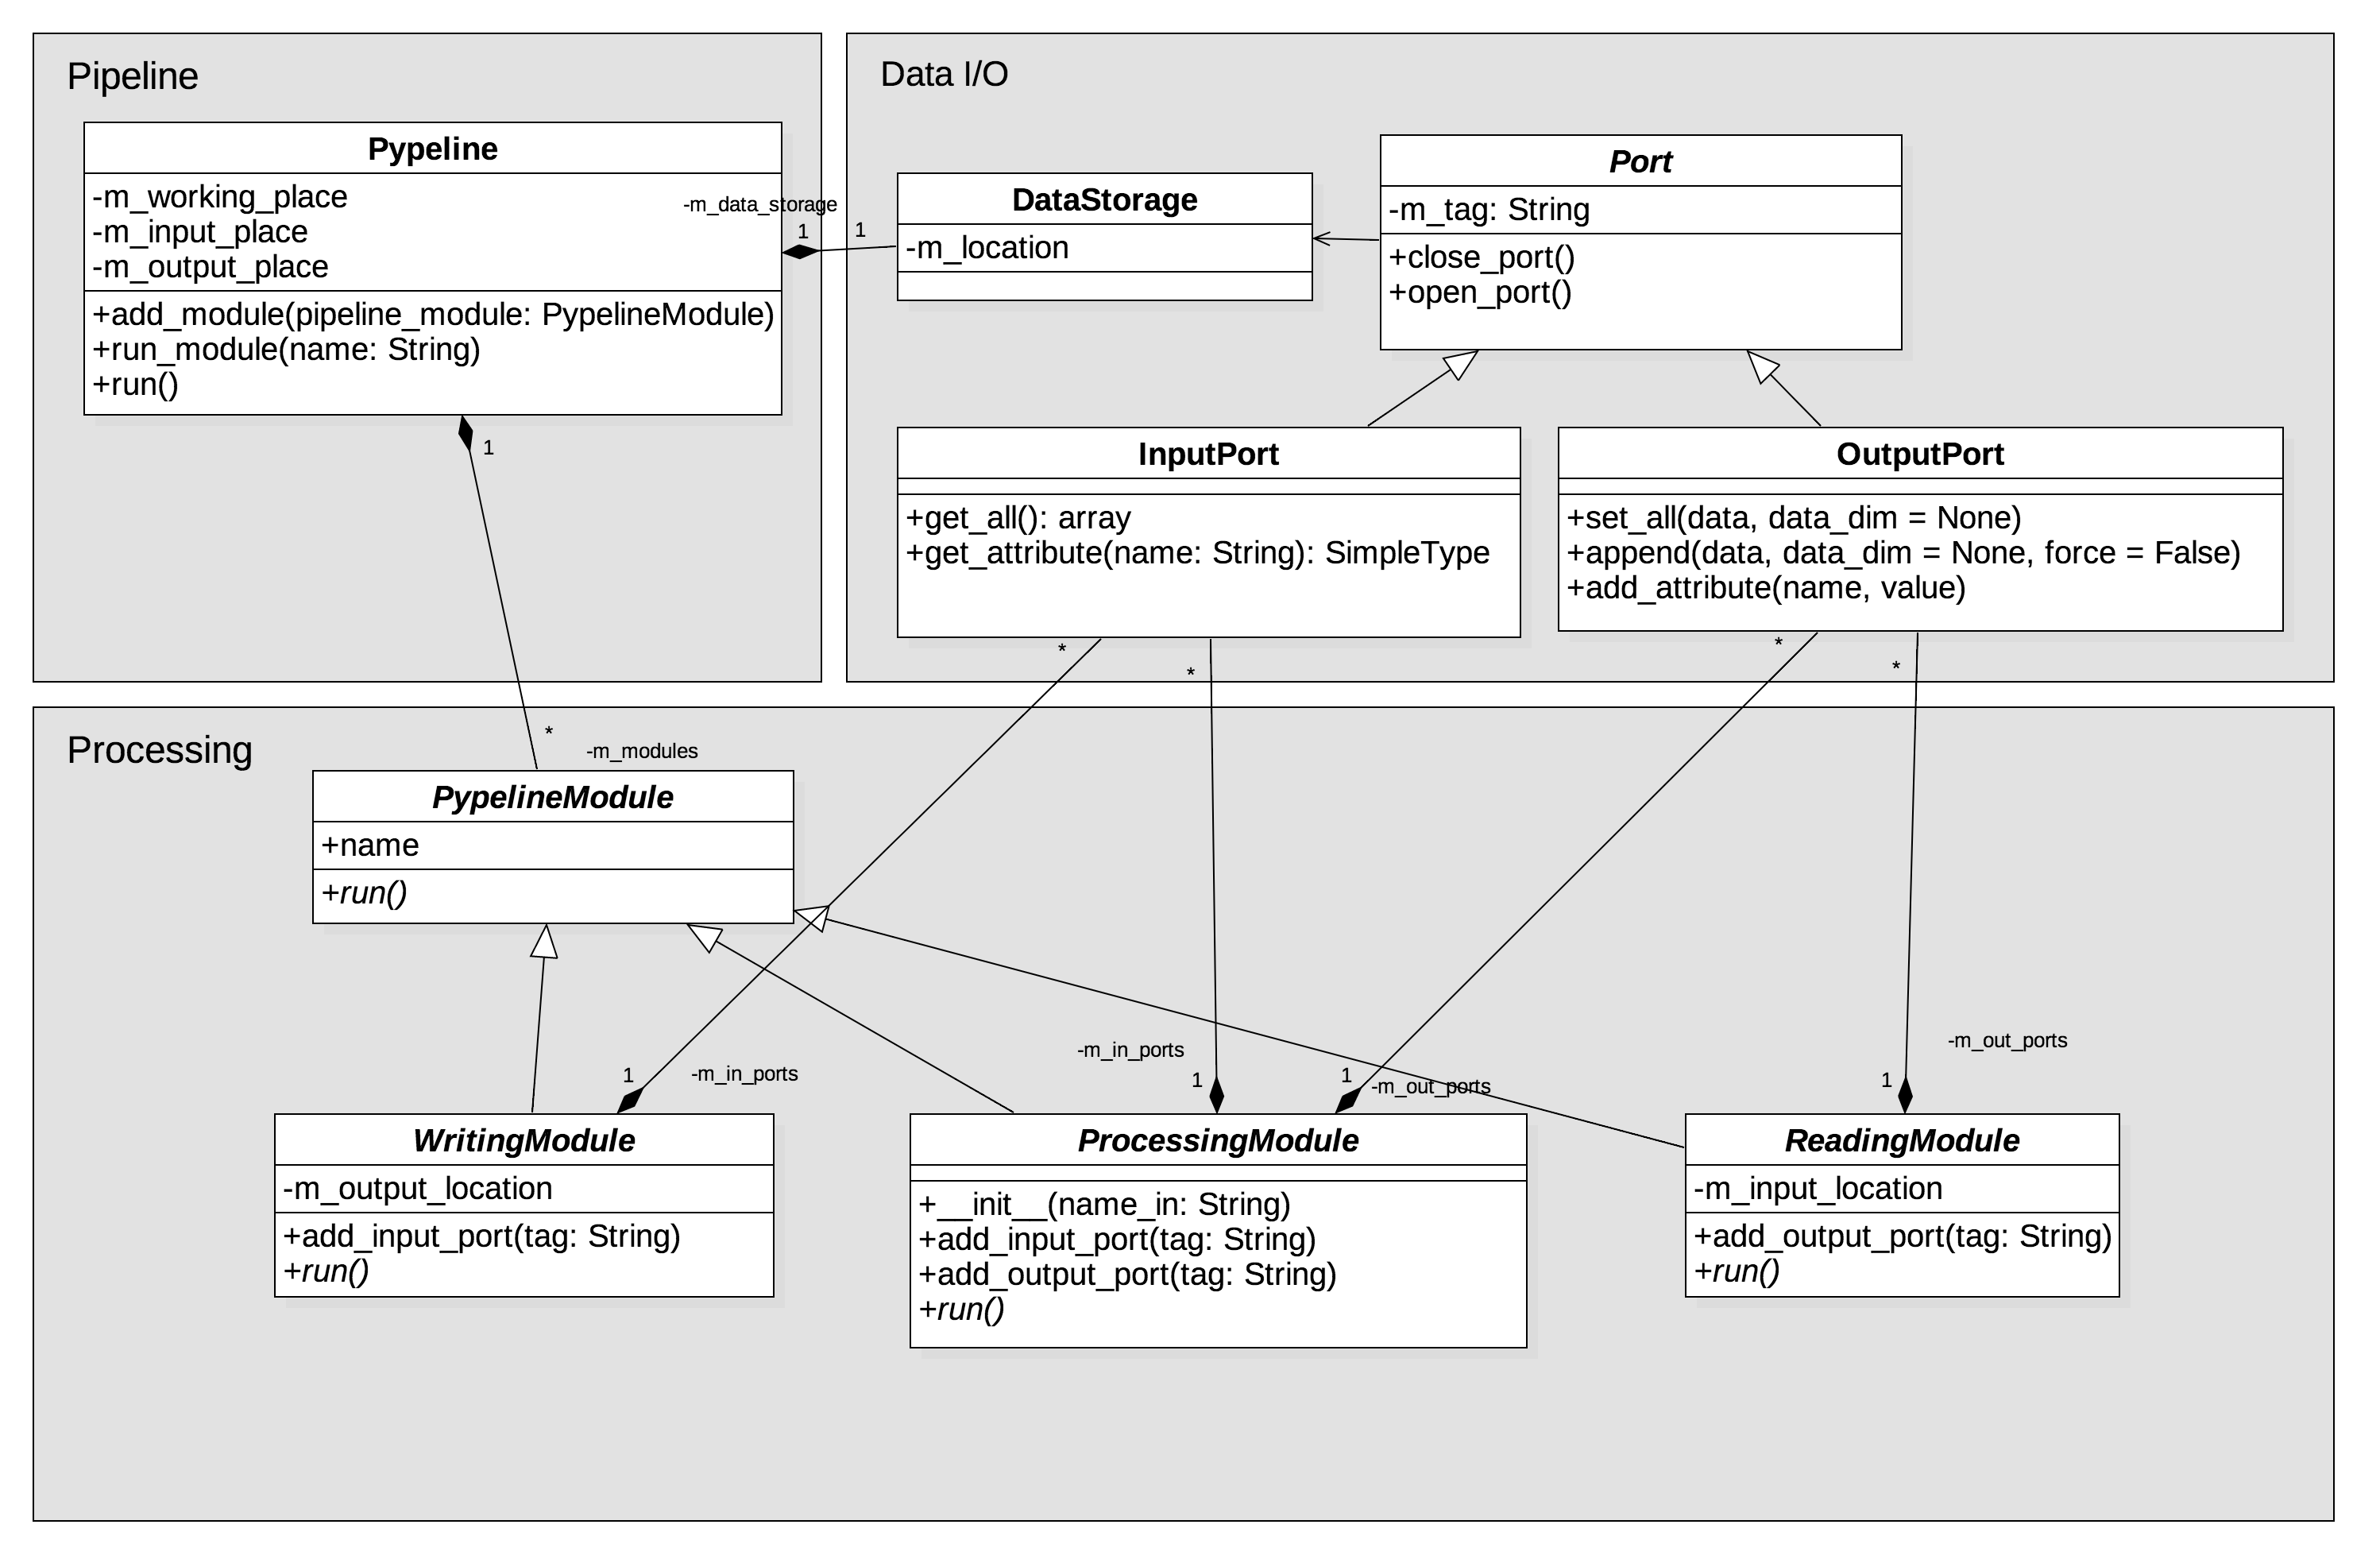 Pipeline
Pypeline
-m_working_place
-m_input_place
-m_output_place
+add_module(pipeline_module: PypelineModule)
+run_module(name: String)
+run()
-m_data_storage
1
1
1
Data I/O
DataStorage
-m_location
Port
-m_tag: String
+close_port()
+open_port()
InputPort
+get_all(): array
+get_attribute(name: String): SimpleType
OutputPort
+set_all(data, data_dim = None)
+append(data, data_dim = None, force = False)
+add_attribute(name, value)
*
*
*
*
Processing
*
-m_modules
PypelineModule
+name
+run()
1
-m_in_ports
-m_in_ports
1
1
-m_out_ports
-m_out_ports
1
WritingModule
-m_output_location
+add_input_port(tag: String)
+run()
ProcessingModule
+__init__(name_in: String)
+add_input_port(tag: String)
+add_output_port(tag: String)
+run()
ReadingModule
-m_input_location
+add_output_port(tag: String)
+run()